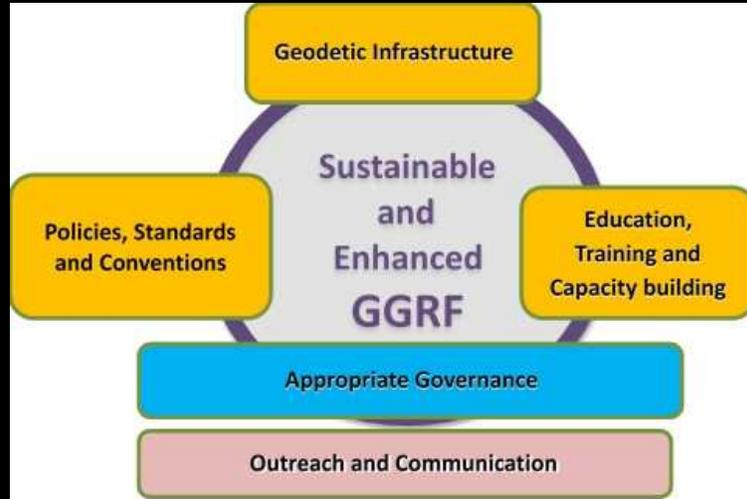 Geodetic Infrastructure
Sustainable
and
Enhanced
GGRF
Policies, Standards
and Conventions
Education,
Training and
Capacity building
Appropriate Governance
Outreach and Communication